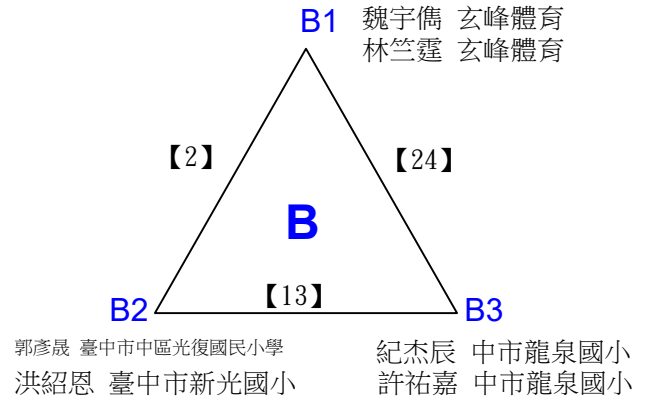 B1
魏宇儁 玄峰體育
林竺霆 玄峰體育
【2】
【24】
B
【13】
B2
B3
郭彥晟 臺中市中區光復國民小學
洪紹恩 臺中市新光國小
紀杰辰 中市龍泉國小
許祐嘉 中市龍泉國小